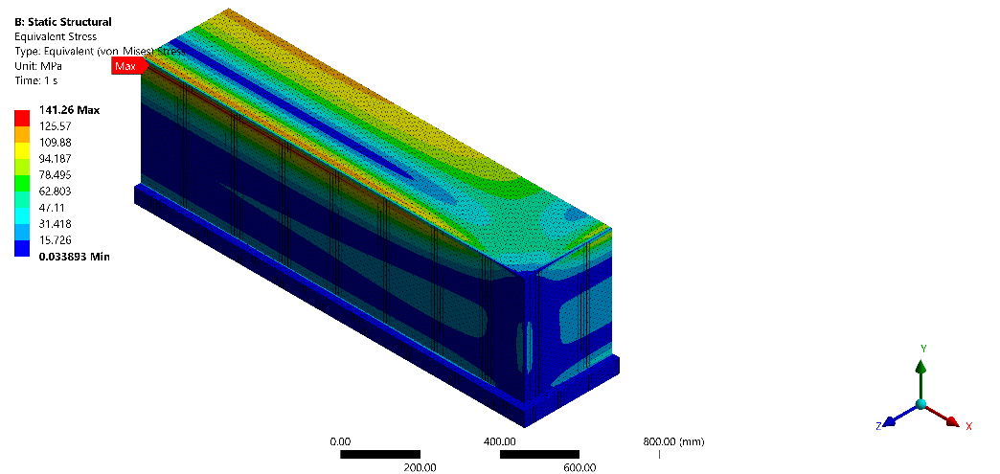 B: Static Structural
Equivalent Stress
Type: Equivalent (von_Mises) Stress
Unit: MPa
Time: 1 s
Max
141.26 Max
125.57
109.88
94.187
78.495
62.803
47.11
31.418
15.726
0.033893 Min
Y
Z
X
0.00 400.00 800.00 (mm)
200.00 600.00